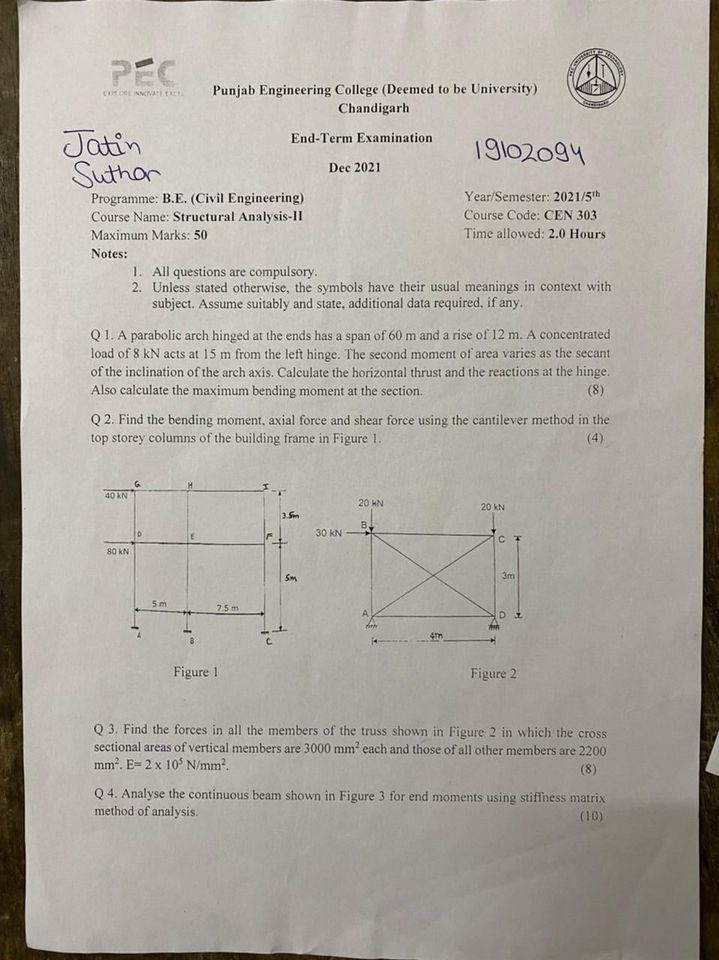 PEC
EXPLORE INNOVATE EXCEL
Punjab Engineering College (Deemed to be University)
Chandigarh
End-Term Examination
Dec 2021
Jatin
Suthar
19102094
Programme: B.E. (Civil Engineering)
Year/Semester: 2021/5th
Course Name: Structural Analysis-II
Course Code: CEN 303
Maximum Marks: 50
Time allowed: 2.0 Hours
Notes:
1. All questions are compulsory.
2. Unless stated otherwise, the symbols have their usual meanings in context with
subject. Assume suitably and state, additional data required, if any.
Q 1. A parabolic arch hinged at the ends has a span of 60 m and a rise of 12 m. A concentrated
load of 8 kN acts at 15 m from the left hinge. The second moment of area varies as the secant
of the inclination of the arch axis. Calculate the horizontal thrust and the reactions at the hinge.
Also calculate the maximum bending moment at the section. (8)
Q 2. Find the bending moment, axial force and shear force using the cantilever method in the
top storey columns of the building frame in Figure 1. (4)
G H I
40 kN
3.5m
D E F
80 kN
5m
5 m 7.5 m
A B C
Figure 1
20 kN 20 kN
30 kN B C
3m
A D
4m
Figure 2
Q 3. Find the forces in all the members of the truss shown in Figure 2 in which the cross
sectional areas of vertical members are 3000 mm² each and those of all other members are 2200
mm². E= 2 x 10⁵ N/mm². (8)
Q 4. Analyse the continuous beam shown in Figure 3 for end moments using stiffness matrix
method of analysis. (10)